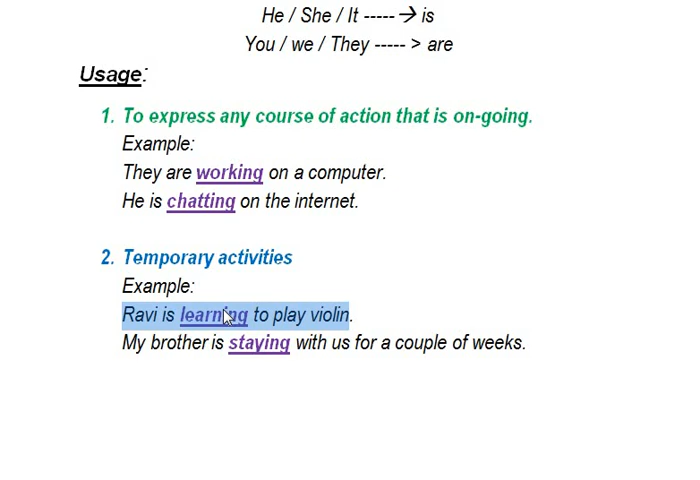 He / She / It -----→ is
You / we / They ----- > are
Usage:
1. To express any course of action that is on-going.
Example:
They are working on a computer.
He is chatting on the internet.
2. Temporary activities
Example:
Ravi is learning to play violin.
My brother is staying with us for a couple of weeks.